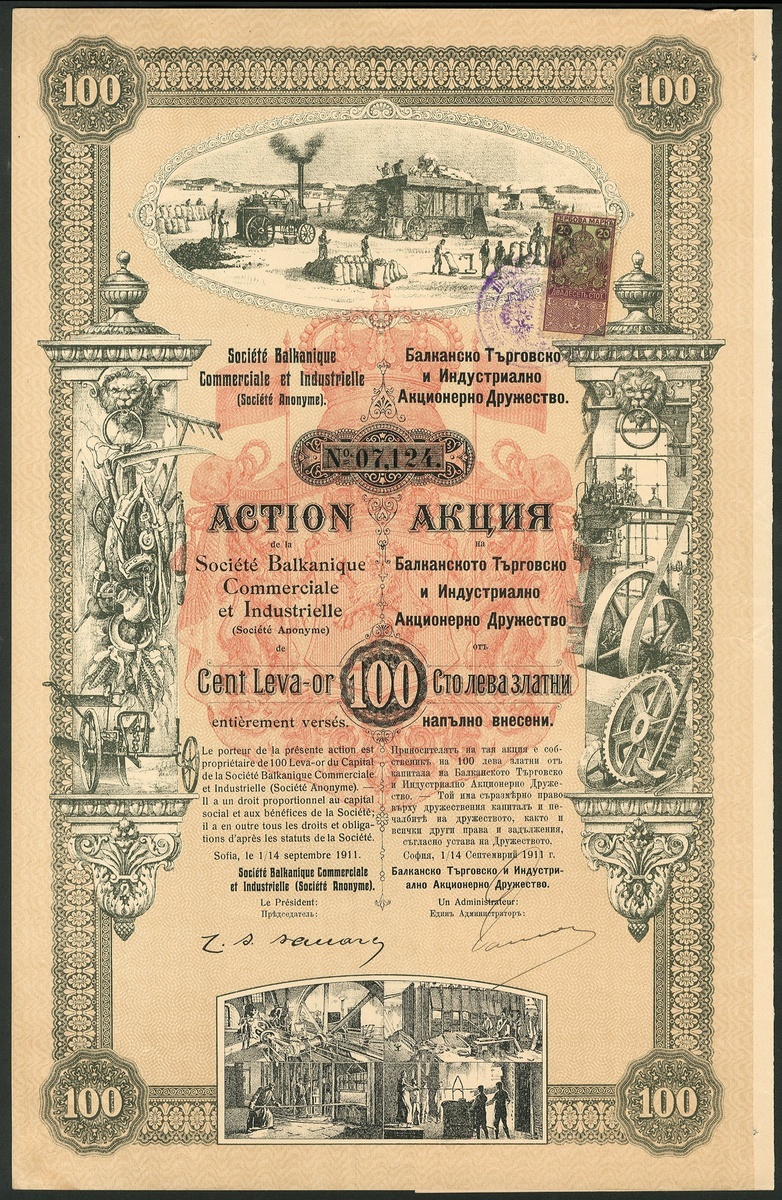 100
100
ГЕРБОВА МАРКА
Société Balkanique
Commerciale et Industrielle
(Société Anonyme).
Балканско Търговско
и Индустриално
Акционерно Дружество.
No. 07,124.
ACTION
de la
Société Balkanique
Commerciale
et Industrielle
(Société Anonyme)
de
Cent Leva-or
entièrement versés.
АКЦИЯ
на
Балканското Търговско
и Индустриално
Акционерно Дружество
отъ
100
Сто лева златни
напълно внесени.
Le porteur de la présente action est
propriétaire de 100 Leva-or du Capital
de la Société Balkanique Commerciale
et Industrielle (Société Anonyme). —
Il a un droit proportionnel au capital
social et aux bénéfices de la Société;
il a en outre tous les droits et obliga-
tions d'après les statuts de la Société.
Sofia, le 1/14 septembre 1911.
Société Balkanique Commerciale
et Industrielle (Société Anonyme).
Приносительтъ на тая акция е соб-
ственикъ на 100 лева златни отъ
капитала на Балканското Търговско
и Индустриално Акционерно Друже-
ство. — Той има съразмѣрно право
върху дружествения капиталъ и пе-
чалбитѣ на дружеството, както и
всички други права и задължения,
съгласно устава на Дружеството.
София, 1/14 Септемврий 1911 г.
Балканско Търговско и Индустри-
ално Акционерно Дружество.
Le Président:
Прѣдседатель:
Un Administrateur:
Единъ Администраторъ:
100
100